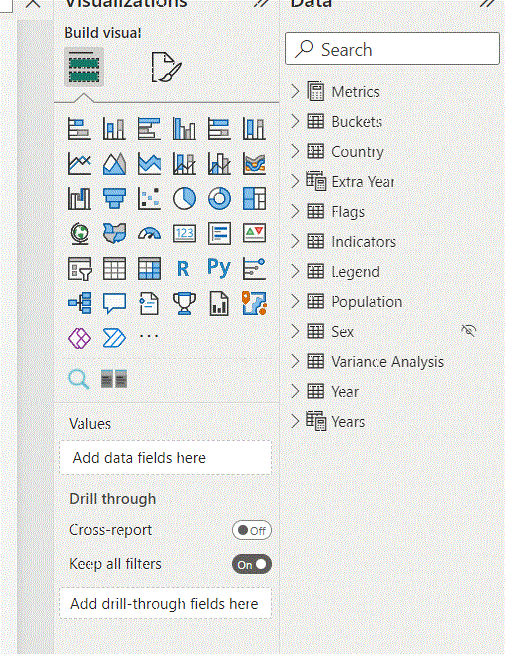 Visualizations
Data
Build visual
Search
Metrics
Buckets
Country
Extra Year
Flags
Indicators
Legend
Population
Sex
Variance Analysis
Year
Years
123
R
Py
...
Values
Add data fields here
Drill through
Cross-report
Off
Keep all filters
On
Add drill-through fields here